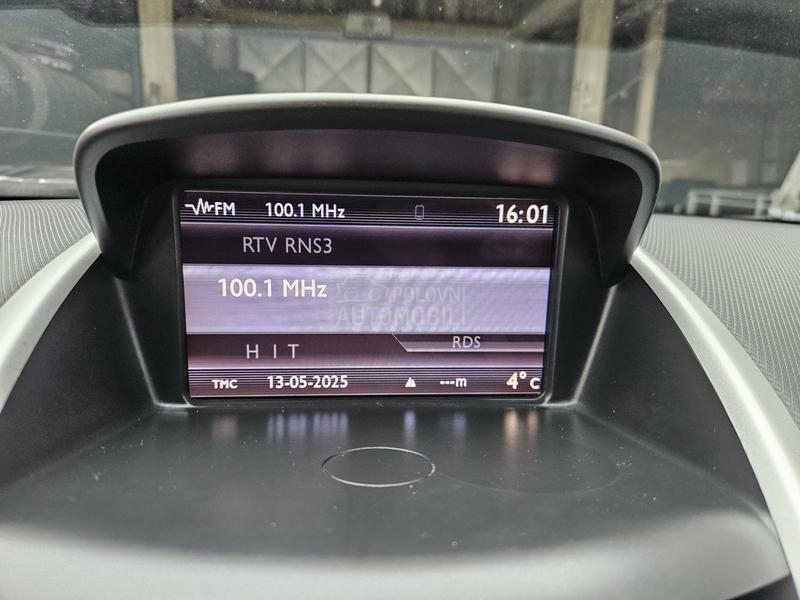 FM 100.1 MHz 16:01
RTV RNS3
100.1 MHz
POLOVNI
AUTOMOBILI
HIT RDS
TMC 13-05-2025 ---m 4°C